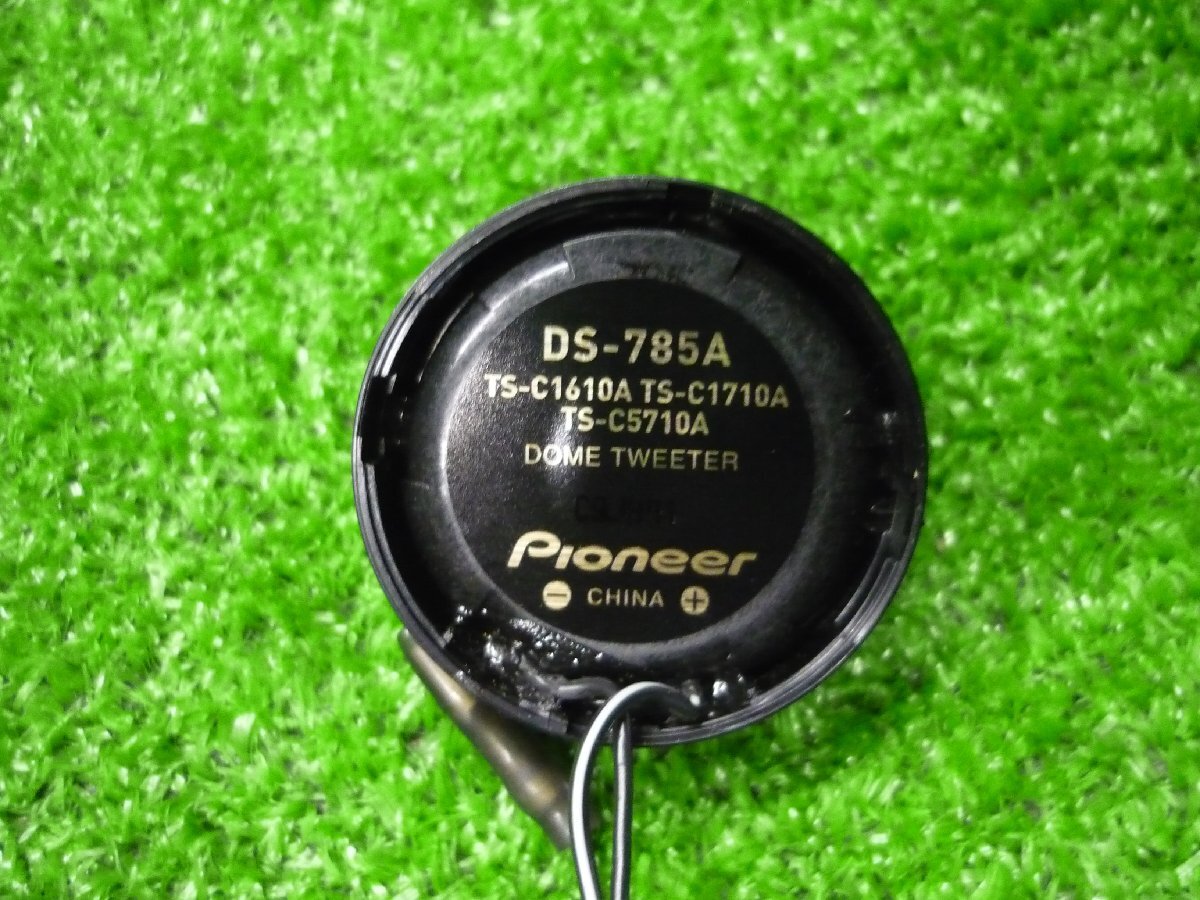 DS-785A
TS-C1610A TS-C1710A
TS-C5710A
DOME TWEETER
Pioneer
− CHINA +